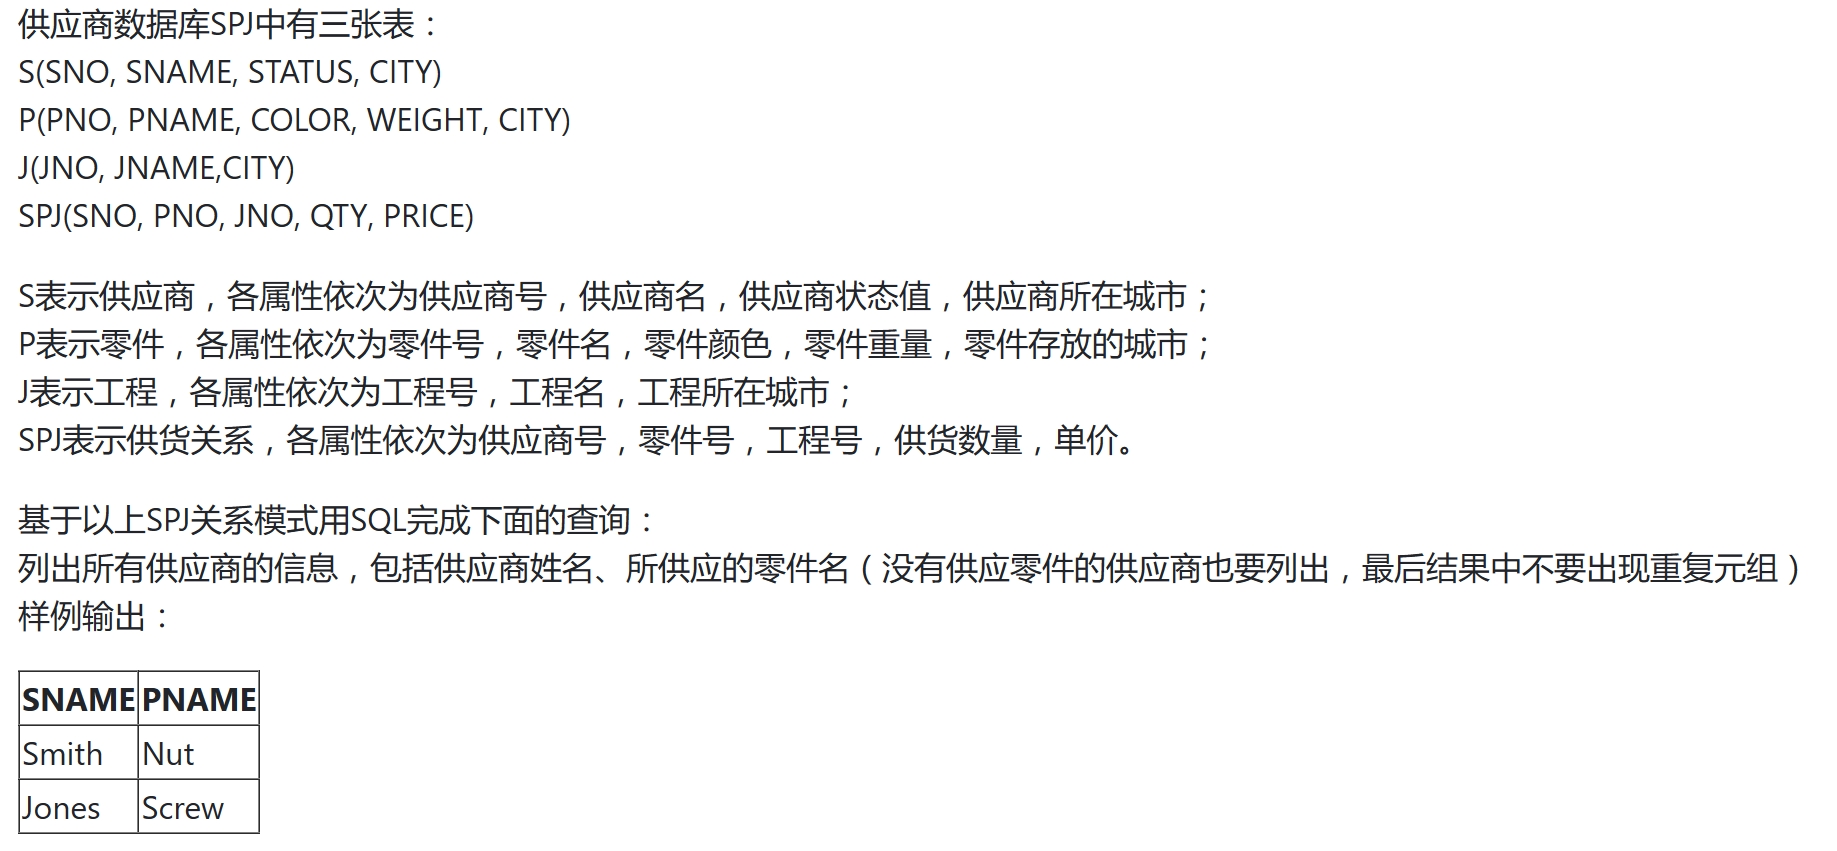 供应商数据库SPJ中有三张表：
S(SNO, SNAME, STATUS, CITY)
P(PNO, PNAME, COLOR, WEIGHT, CITY)
J(JNO, JNAME,CITY)
SPJ(SNO, PNO, JNO, QTY, PRICE)
S表示供应商，各属性依次为供应商号，供应商名，供应商状态值，供应商所在城市；
P表示零件，各属性依次为零件号，零件名，零件颜色，零件重量，零件存放的城市；
J表示工程，各属性依次为工程号，工程名，工程所在城市；
SPJ表示供货关系，各属性依次为供应商号，零件号，工程号，供货数量，单价。
基于以上SPJ关系模式用SQL完成下面的查询：
列出所有供应商的信息，包括供应商姓名、所供应的零件名（没有供应零件的供应商也要列出，最后结果中不要出现重复元组）
样例输出：
SNAME PNAME
Smith Nut
Jones Screw